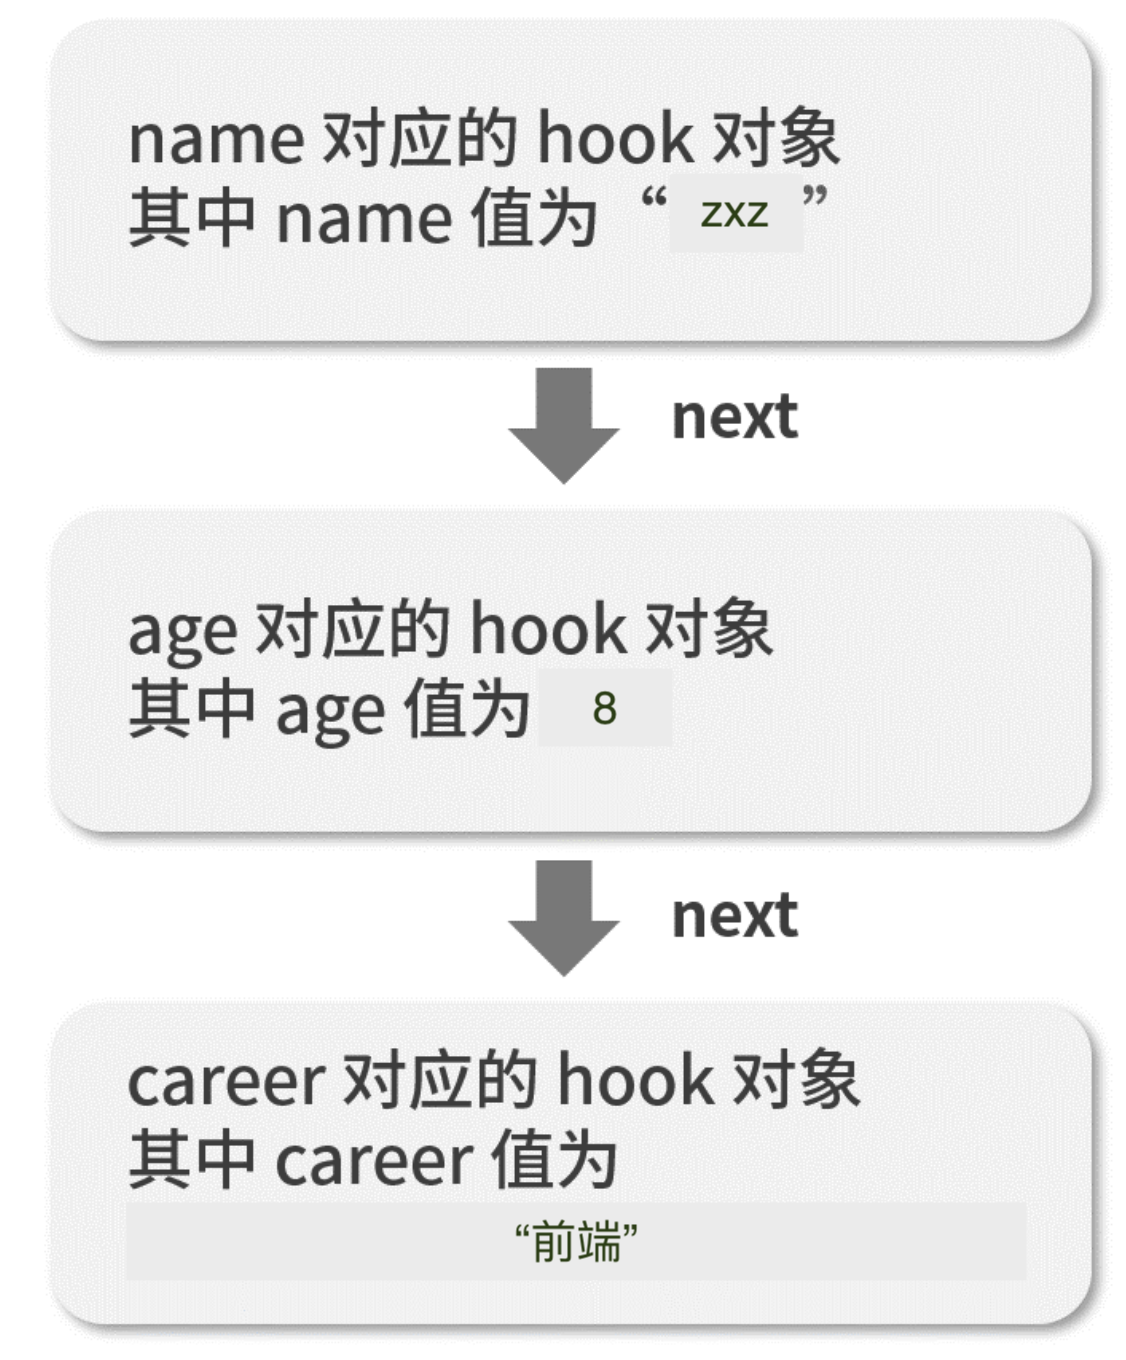 name 对应的 hook 对象
其中 name 值为 “ zxz ”
next
age 对应的 hook 对象
其中 age 值为 8
next
career 对应的 hook 对象
其中 career 值为
“前端”